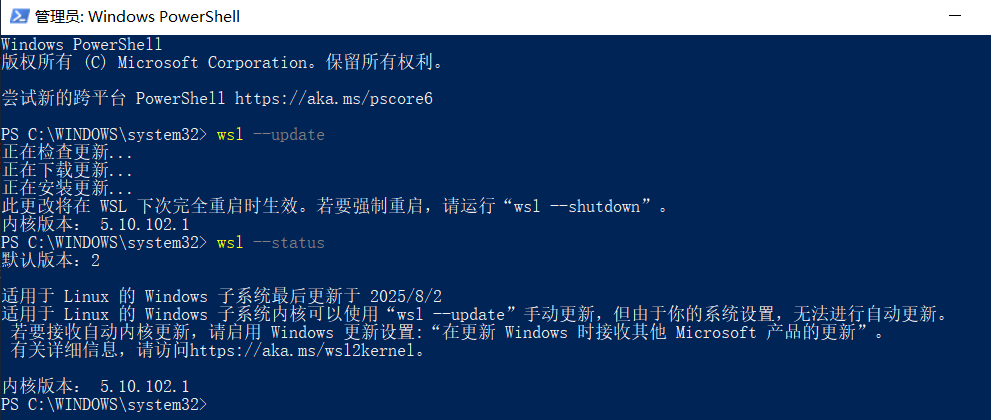 管理员: Windows PowerShell
Windows PowerShell
版权所有 (C) Microsoft Corporation。保留所有权利。
尝试新的跨平台 PowerShell https://aka.ms/pscore6
PS C:\WINDOWS\system32> wsl --update
正在检查更新...
正在下载更新...
正在安装更新...
此更改将在 WSL 下次完全重启时生效。若要强制重启，请运行“wsl --shutdown”。
内核版本： 5.10.102.1
PS C:\WINDOWS\system32> wsl --status
默认版本：2
适用于 Linux 的 Windows 子系统最后更新于 2025/8/2
适用于 Linux 的 Windows 子系统内核可以使用“wsl --update”手动更新，但由于你的系统设置，无法进行自动更新。
若要接收自动内核更新，请启用 Windows 更新设置:“在更新 Windows 时接收其他 Microsoft 产品的更新”。
有关详细信息，请访问https://aka.ms/wsl2kernel。
内核版本： 5.10.102.1
PS C:\WINDOWS\system32>